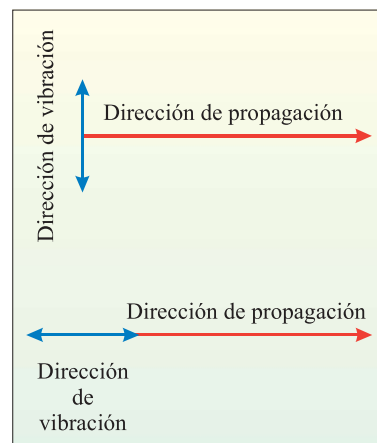 Dirección de vibración
Dirección de propagación
Dirección de propagación
Dirección
de
vibración